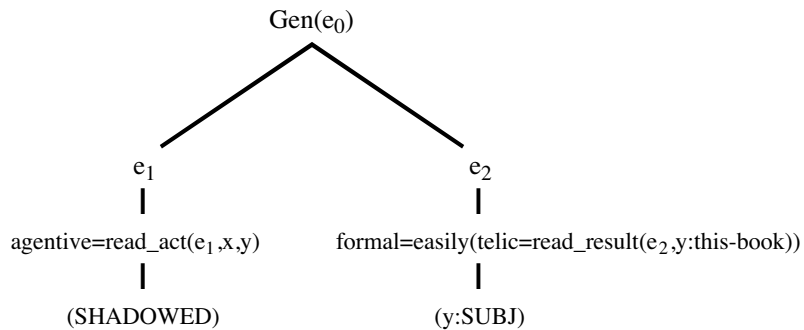 Gen(e₀)
e₁ e₂
agentive=read_act(e₁,x,y) formal=easily(telic=read_result(e₂,y:this-book))
(SHADOWED) (y:SUBJ)